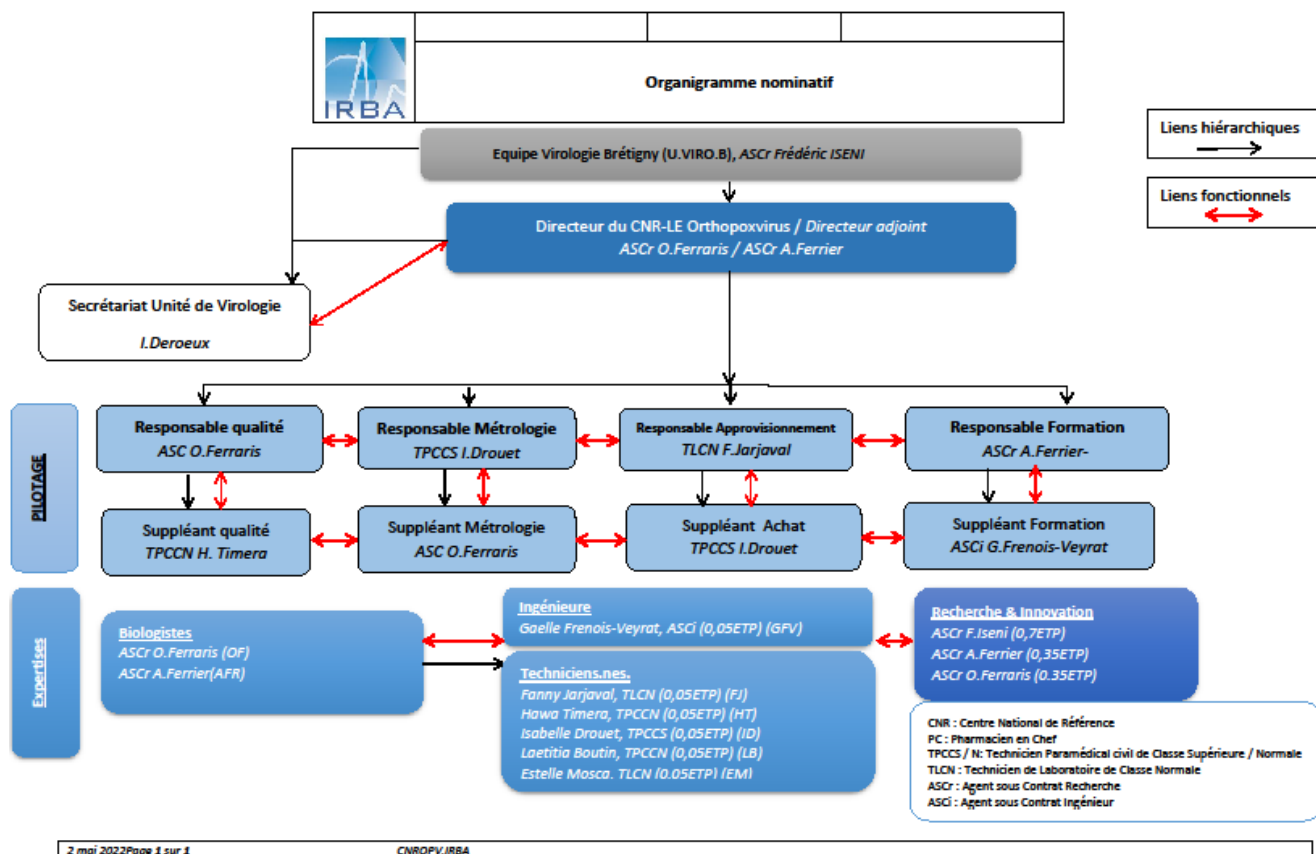 IRBA
Organigramme nominatif
Liens hiérarchiques
Liens fonctionnels
Equipe Virologie Brétigny (U.VIRO.B), ASCr Frédéric ISENI
Directeur du CNR-LE Orthopoxvirus / Directeur adjoint
ASCr O.Ferraris / ASCr A.Ferrier
Secrétariat Unité de Virologie
I.Deroeux
PILOTAGE
Responsable qualité
ASC O.Ferraris
Responsable Métrologie
TPCCS I.Drouet
Responsable Approvisionnement
TLCN F.Jarjaval
Responsable Formation
ASCr A.Ferrier-
Suppléant qualité
TPCCN H. Timera
Suppléant Métrologie
ASC O.Ferraris
Suppléant Achat
TPCCS I.Drouet
Suppléant Formation
ASCi G.Frenois-Veyrat
Expertises
Biologistes
ASCr O.Ferraris (OF)
ASCr A.Ferrier(AFR)
Ingénieure
Gaelle Frenois-Veyrat, ASCi (0,05ETP) (GFV)
Techniciens.nes.
Fanny Jarjaval, TLCN (0,05ETP) (FJ)
Hawa Timera, TPCCN (0,05ETP) (HT)
Isabelle Drouet, TPCCS (0,05ETP) (ID)
Laetitia Boutin, TPCCN (0,05ETP) (LB)
Estelle Mosca, TLCN (0,05ETP) (EM)
Recherche & Innovation
ASCr F.Iseni (0,7ETP)
ASCr A.Ferrier (0,35ETP)
ASCr O.Ferraris (0.35ETP)
CNR : Centre National de Référence
PC : Pharmacien en Chef
TPCCS / N: Technicien Paramédical civil de Classe Supérieure / Normale
TLCN : Technicien de Laboratoire de Classe Normale
ASCr : Agent sous Contrat Recherche
ASCi : Agent sous Contrat Ingénieur
2 mai 2022Page 1 sur 1 CNROPV.IRBA